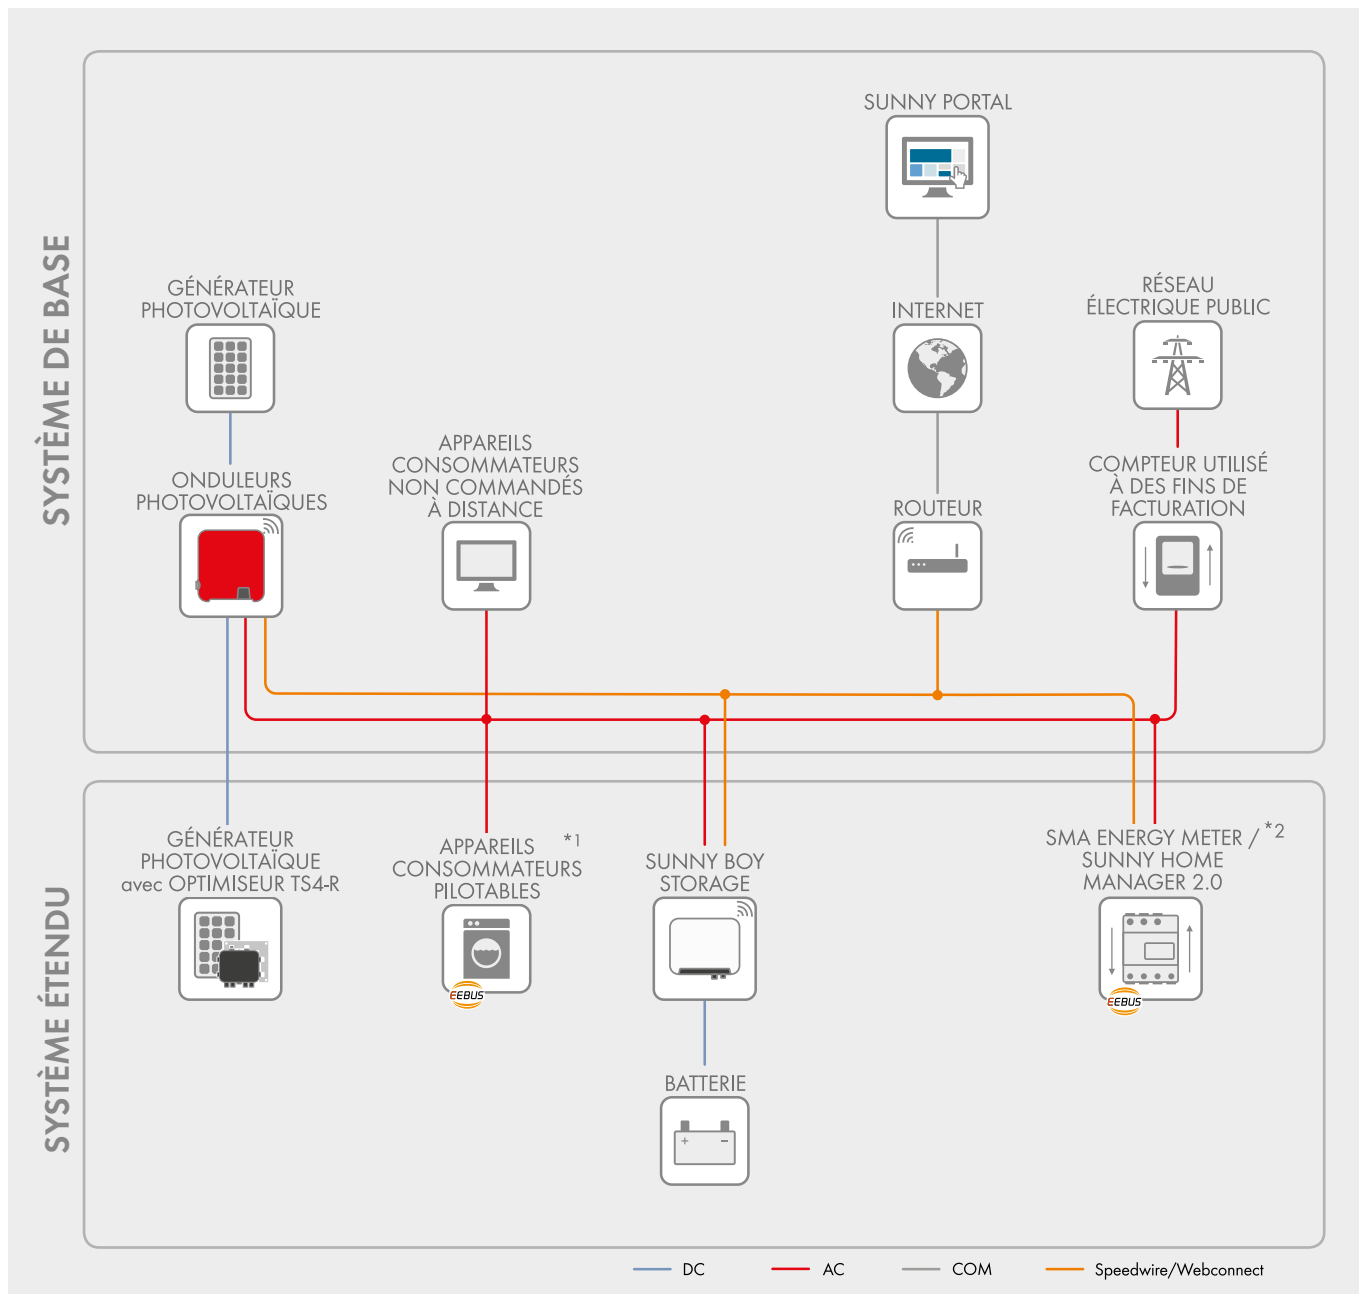 SYSTÈME DE BASE
SUNNY PORTAL
GÉNÉRATEUR
PHOTOVOLTAÏQUE
INTERNET
RÉSEAU
ÉLECTRIQUE PUBLIC
ONDULEURS
PHOTOVOLTAÏQUES
APPAREILS
CONSOMMATEURS
NON COMMANDÉS
À DISTANCE
ROUTEUR
COMPTEUR UTILISÉ
À DES FINS DE
FACTURATION
SYSTÈME ÉTENDU
GÉNÉRATEUR
PHOTOVOLTAÏQUE
avec OPTIMISEUR TS4-R
APPAREILS *1
CONSOMMATEURS
PILOTABLES
EEBUS
SUNNY BOY
STORAGE
SMA ENERGY METER / *2
SUNNY HOME
MANAGER 2.0
EEBUS
BATTERIE
+ −
DC
AC
COM
Speedwire/Webconnect